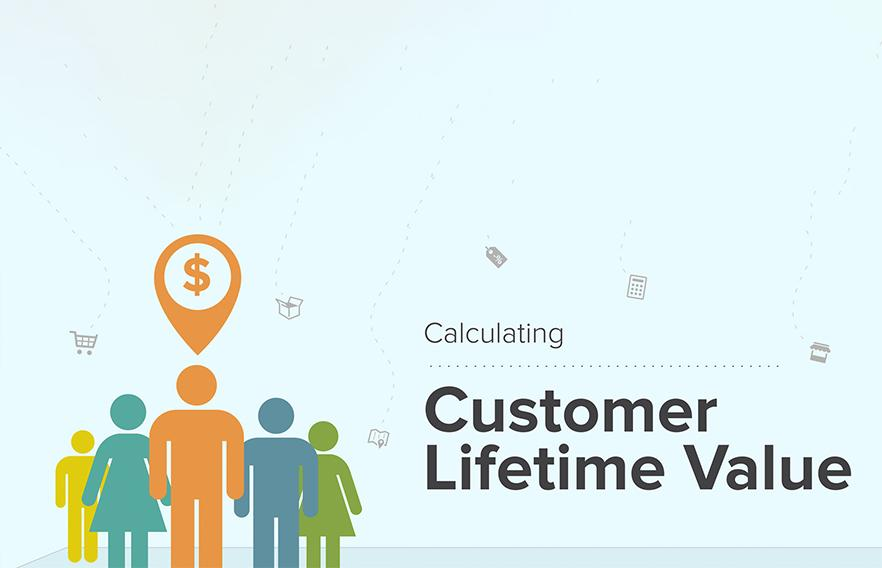 $
-%
Calculating
Customer
Lifetime Value